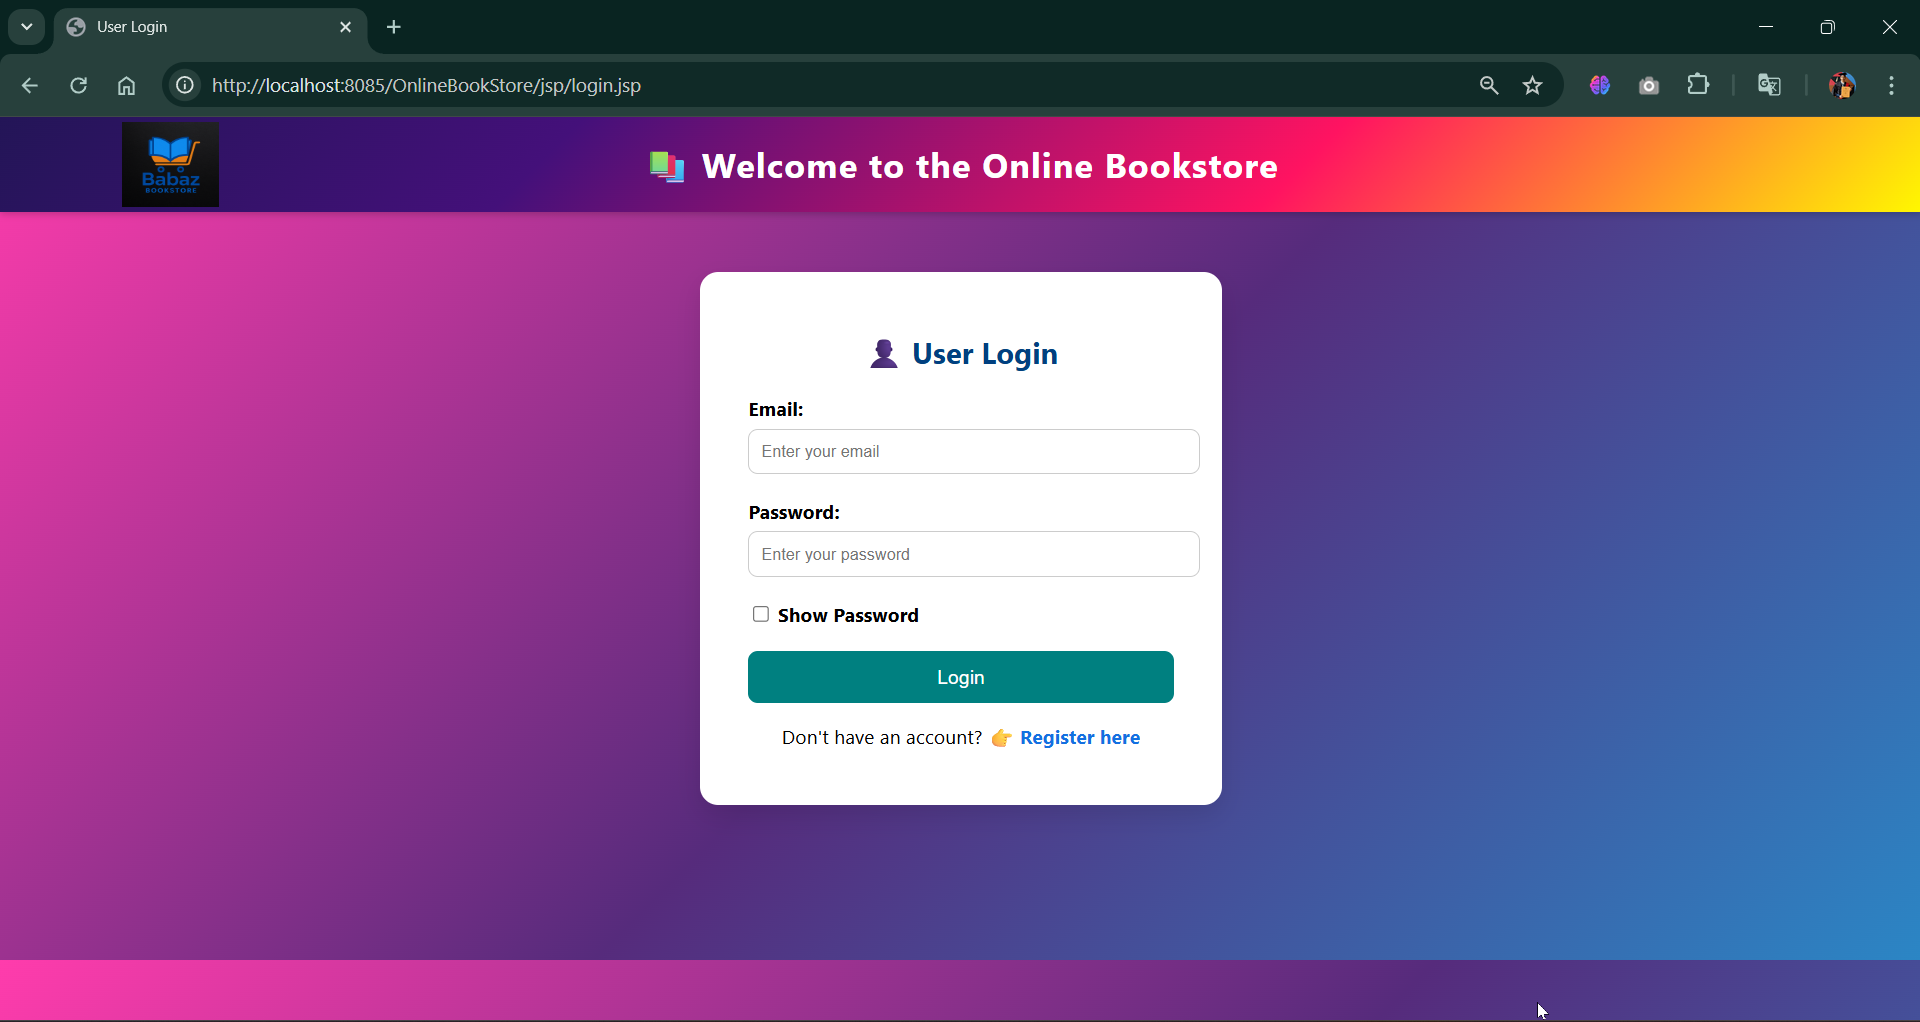 User Login
http://localhost:8085/OnlineBookStore/jsp/login.jsp
Babaz
BOOKSTORE
Welcome to the Online Bookstore
User Login
Email:
Enter your email
Password:
Enter your password
Show Password
Login
Don't have an account? 👉 Register here